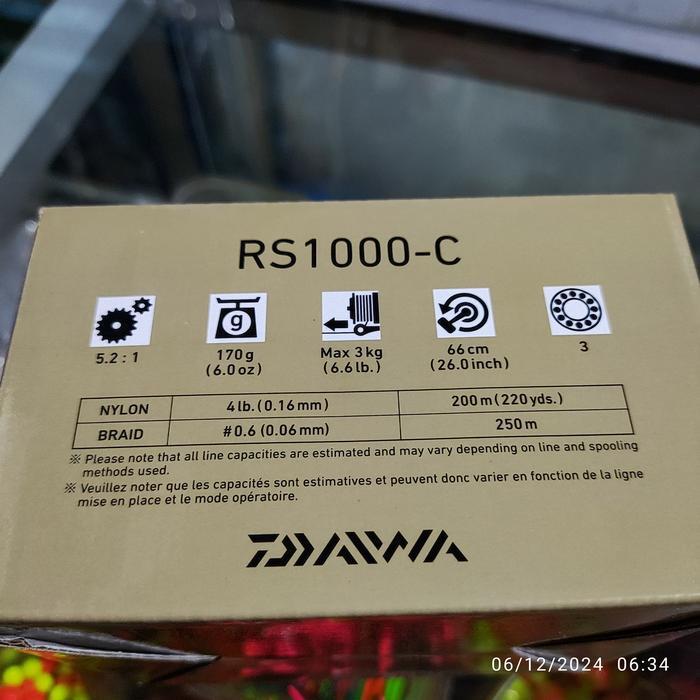 RS1000-C
g
5.2 : 1
170g
(6.0oz)
Max 3kg
(6.6lb.)
66cm
(26.0inch)
3
NYLON 4lb.(0.16mm) 200m(220yds.)
BRAID #0.6 (0.06mm) 250m
※ Please note that all line capacities are estimated and may vary depending on line and spooling
methods used.
※ Veuillez noter que les capacités sont estimatives et peuvent donc varier en fonction de la ligne
mise en place et le mode opératoire.
DAIWA
06/12/2024 06:34